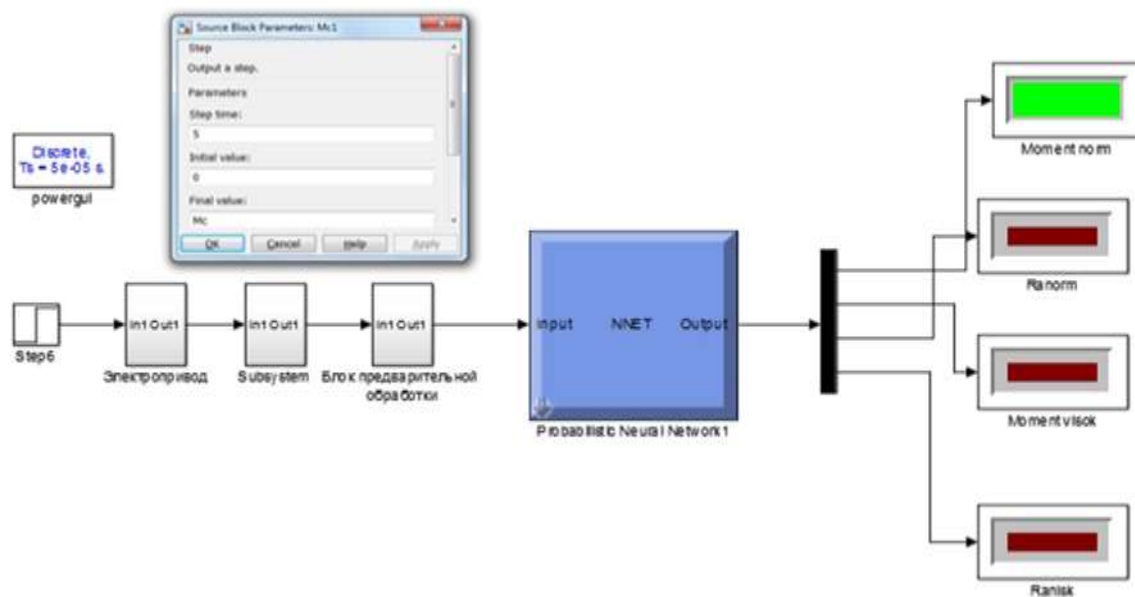 Source Block Parameters: Mc1
Step
Output a step.
Parameters
Step time:
5
Initial value:
0
Final value:
Mc
OK Cancel Help Apply
Discrete,
Ts = 5e-05 s.
powergui
Moment norm
Ranorm
In1 Out1 In1 Out1 In1 Out1
Input NNET Output
Step6
Электропривод Subsystem Блок предварительной
обработки
Probabilistic Neural Network1
Moment visok
Ranisk